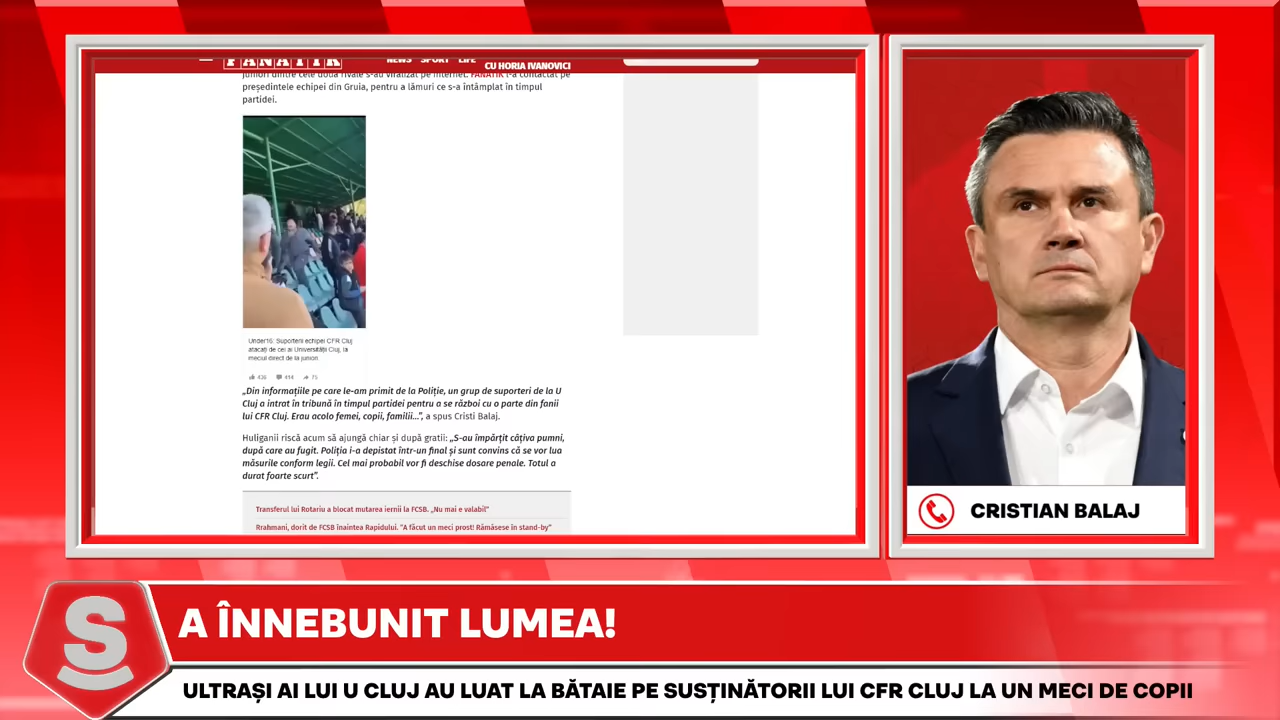 FANATIK
NEWS SPORT LIFE
CU HORIA IVANOVICI
juniori dintre cele două rivale s-au viralizat pe internet. FANATIK l-a contactat pe
președintele echipei din Gruia, pentru a lămuri ce s-a întâmplat în timpul
partidei.
Under16: Suporterii echipei CFR Cluj
atacați de cei ai Universității Cluj, la
meciul direct de la juniori.
436 414 75
„Din informațiile pe care le-am primit de la Poliție, un grup de suporteri de la U
Cluj a intrat în tribună în timpul partidei pentru a se război cu o parte din fanii
lui CFR Cluj. Erau acolo femei, copii, familii...”, a spus Cristi Balaj.
Huliganii riscă acum să ajungă chiar și după gratii: „S-au împărțit câțiva pumni,
după care au fugit. Poliția i-a depistat într-un final și sunt convins că se vor lua
măsurile conform legii. Cel mai probabil vor fi deschise dosare penale. Totul a
durat foarte scurt”.
Transferul lui Rotariu a blocat mutarea iernii la FCSB. „Nu mai e valabil”
Rrahmani, dorit de FCSB înaintea Rapidului. “A făcut un meci prost! Rămăsese în stand-by”
CRISTIAN BALAJ
S
A ÎNNEBUNIT LUMEA!
ULTRAȘI AI LUI U CLUJ AU LUAT LA BĂTAIE PE SUSȚINĂTORII LUI CFR CLUJ LA UN MECI DE COPII